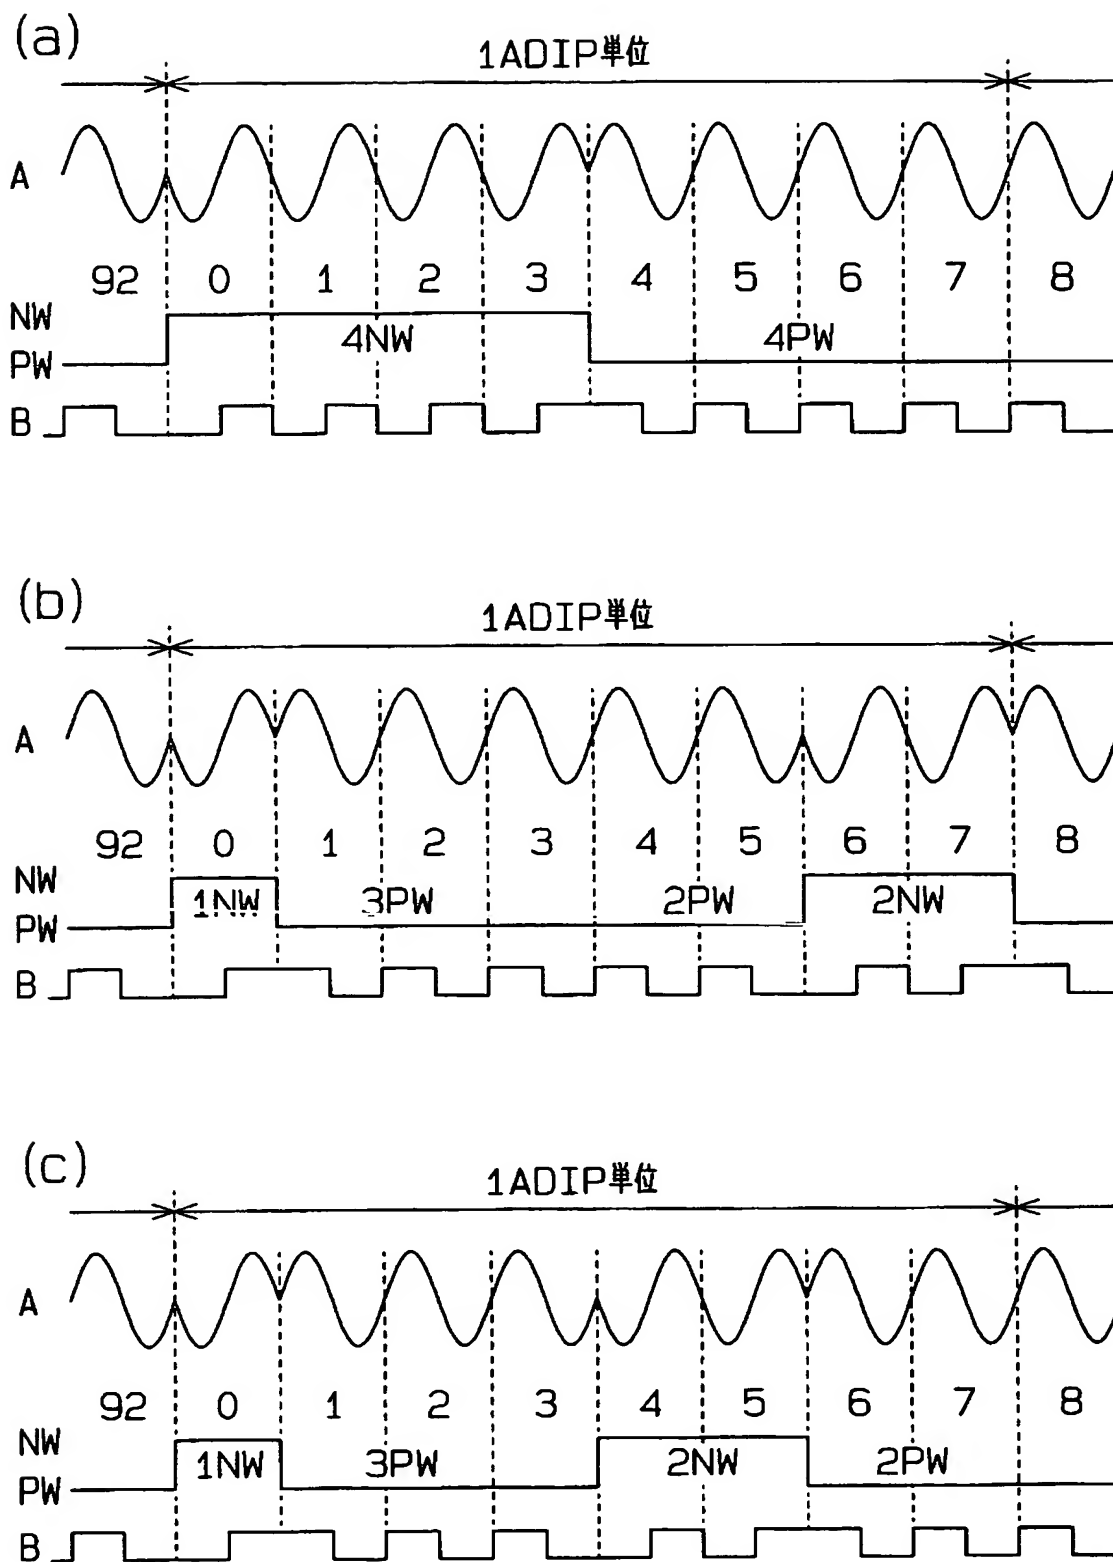 (a)
1ADIP単位
A
92 0 1 2 3 4 5 6 7 8
NW
4NW 4PW
PW
B
(b)
1ADIP単位
A
92 0 1 2 3 4 5 6 7 8
NW
1NW 3PW 2PW 2NW
PW
B
(c)
1ADIP単位
A
92 0 1 2 3 4 5 6 7 8
NW
1NW 3PW 2NW 2PW
PW
B